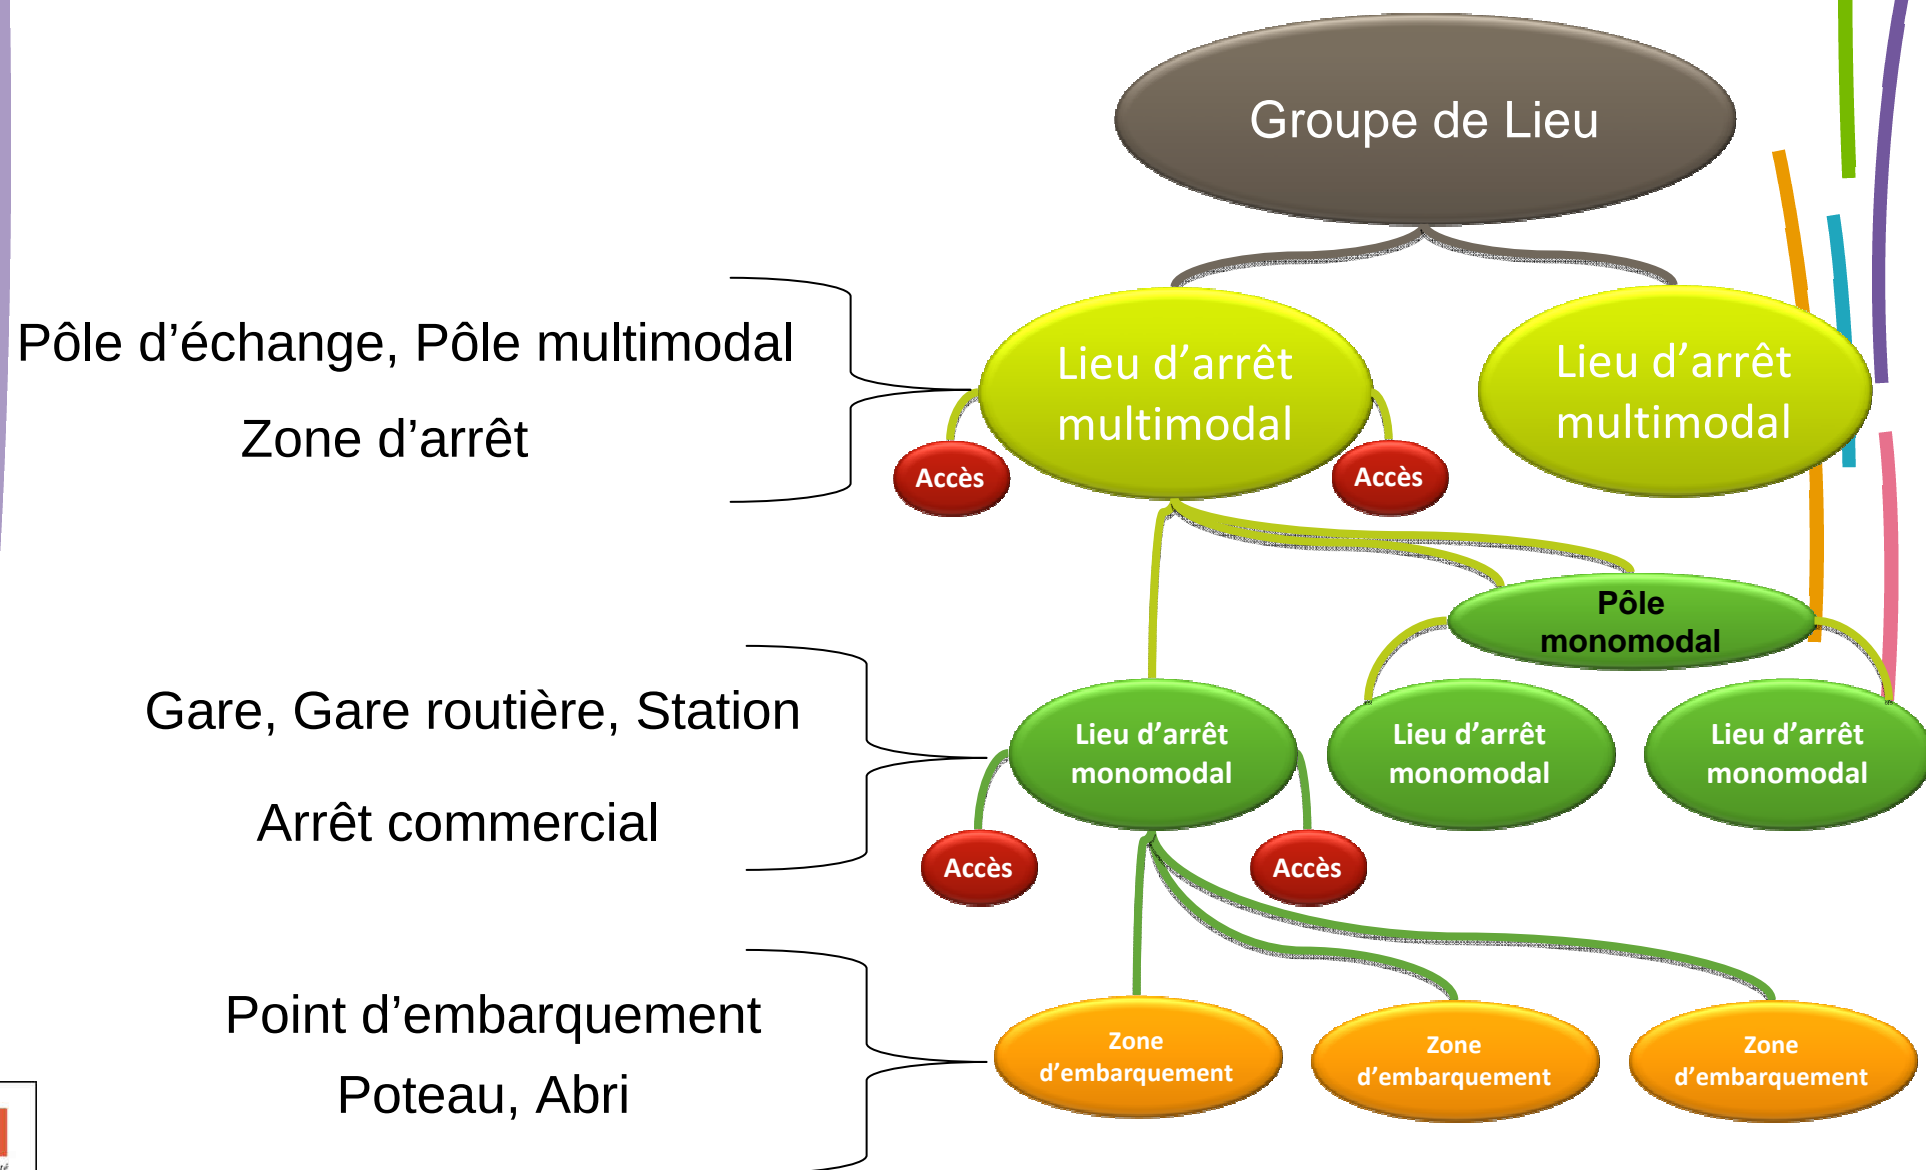 Groupe de Lieu
Pôle d’échange, Pôle multimodal
Zone d’arrêt
Lieu d’arrêt
multimodal
Lieu d’arrêt
multimodal
Accès
Accès
Pôle
monomodal
Gare, Gare routière, Station
Arrêt commercial
Lieu d’arrêt
monomodal
Lieu d’arrêt
monomodal
Lieu d’arrêt
monomodal
Accès
Accès
Point d’embarquement
Poteau, Abri
Zone
d’embarquement
Zone
d’embarquement
Zone
d’embarquement